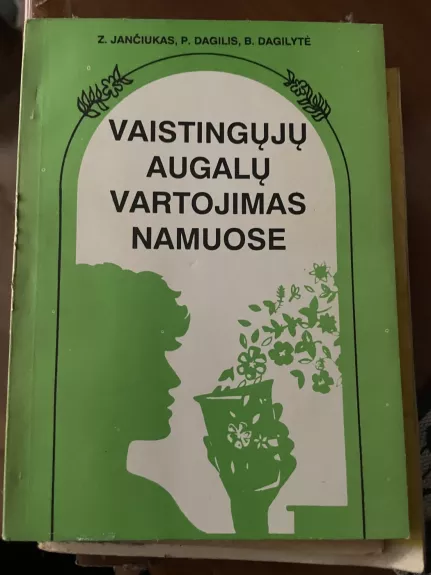 Z. JANČIUKAS, P. DAGILIS, B. DAGILYTĖ
VAISTINGŲJŲ
AUGALŲ
VARTOJIMAS
NAMUOSE